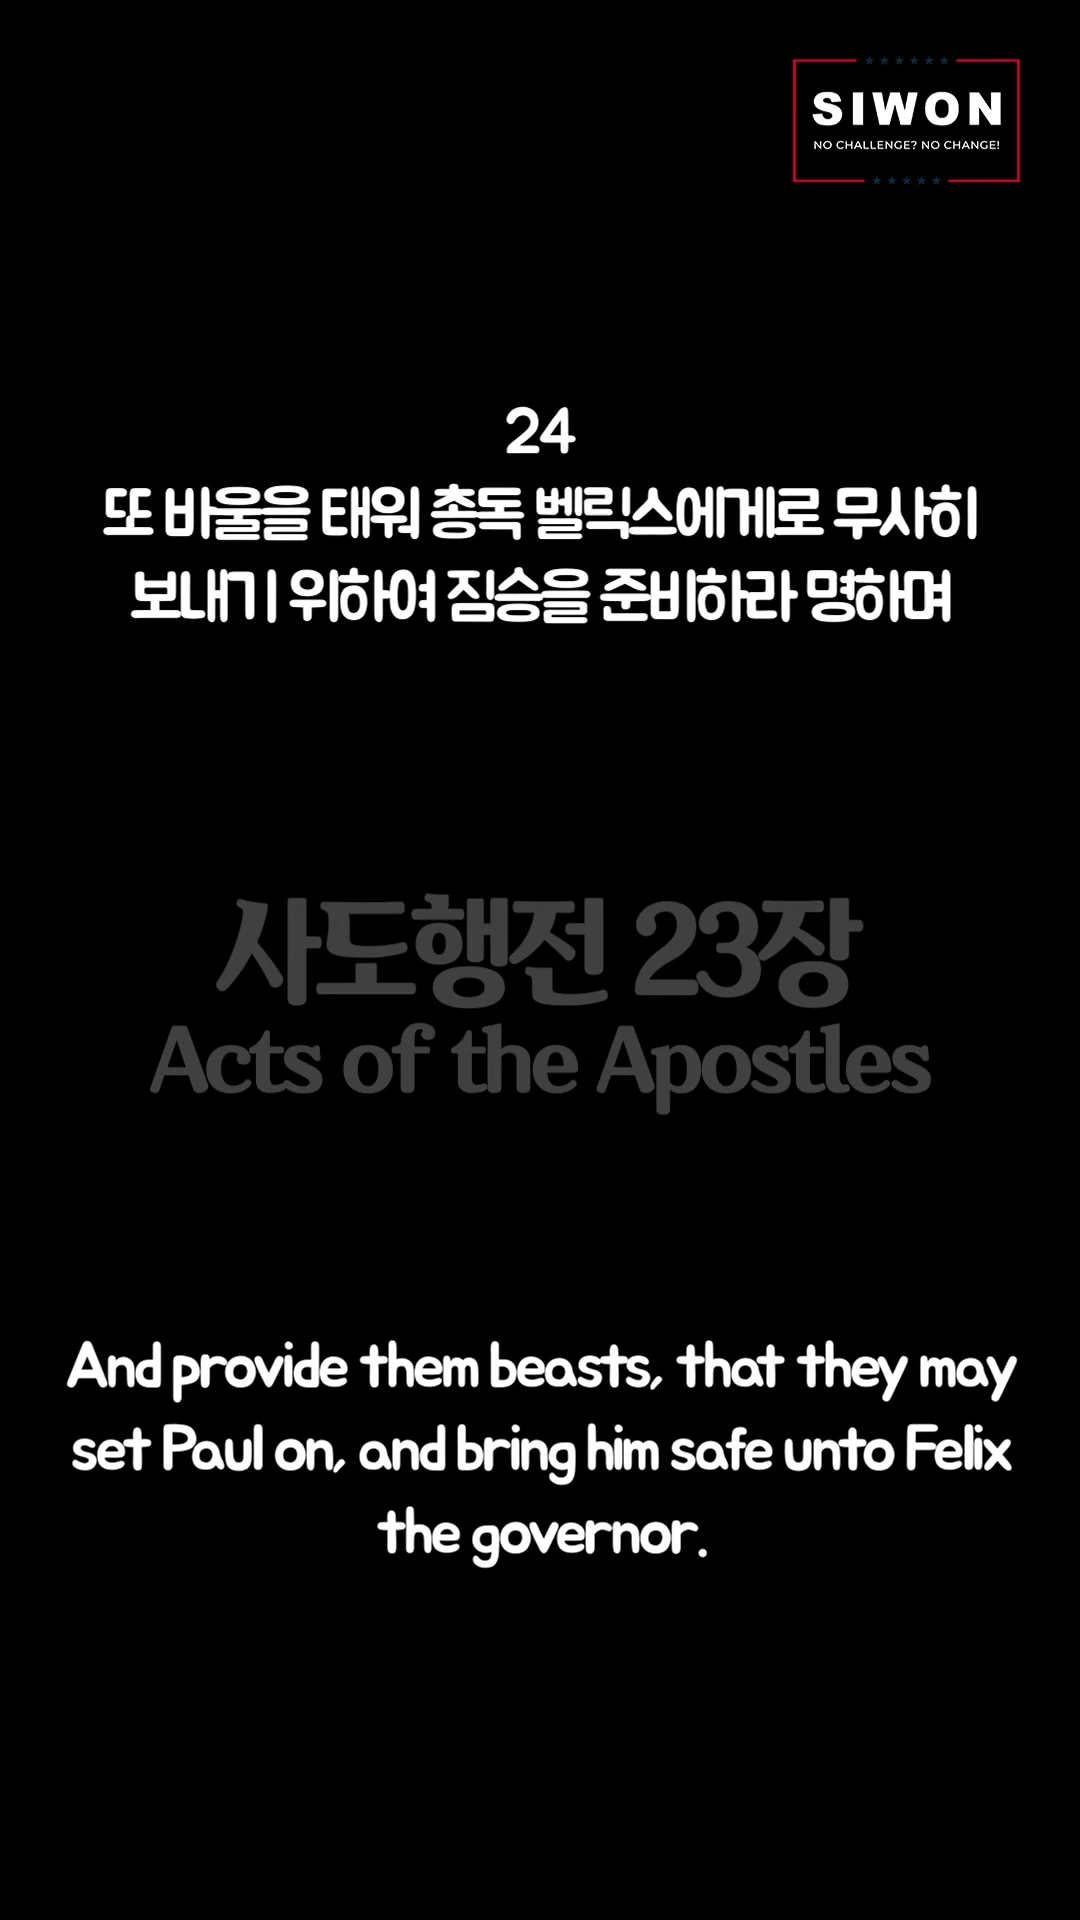 SIWON
NO CHALLENGE? NO CHANGE!
24
또 바울을 태워 총독 벨릭스에게로 무사히
보내기 위하여 짐승을 준비하라 명하며
사도행전 23장
Acts of the Apostles
And provide them beasts, that they may
set Paul on, and bring him safe unto Felix
the governor.